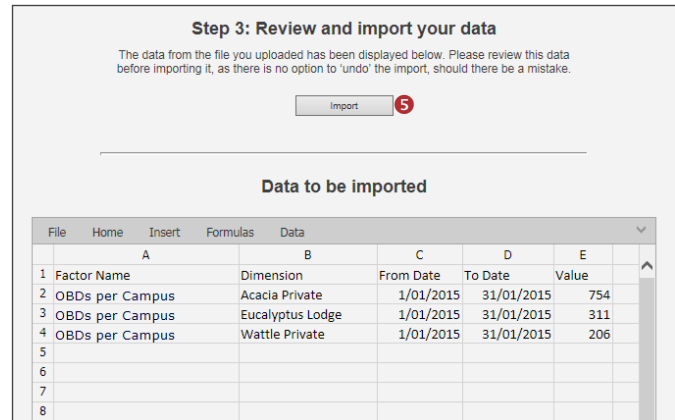 Step 3: Review and import your data
The data from the file you uploaded has been displayed below. Please review this data
before importing it, as there is no option to ‘undo’ the import, should there be a mistake.
Import 5
Data to be imported
File Home Insert Formulas Data
A B C D E
1 Factor Name Dimension From Date To Date Value
2 OBDs per Campus Acacia Private 1/01/2015 31/01/2015 754
3 OBDs per Campus Eucalyptus Lodge 1/01/2015 31/01/2015 311
4 OBDs per Campus Wattle Private 1/01/2015 31/01/2015 206
5
6
7
8